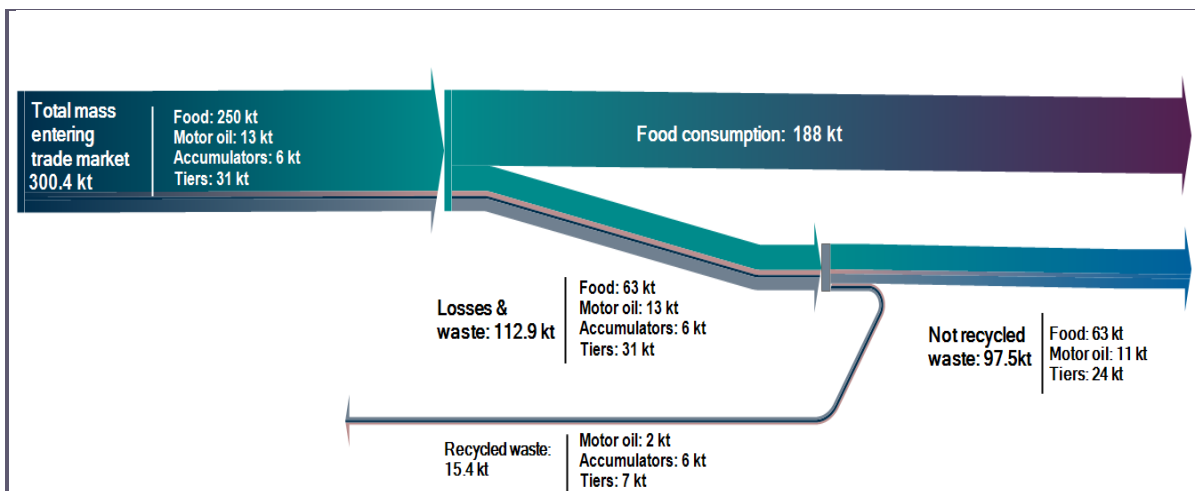 Total mass
entering
trade market
300.4 kt
Food: 250 kt
Motor oil: 13 kt
Accumulators: 6 kt
Tiers: 31 kt
Food consumption: 188 kt
Losses &
waste: 112.9 kt
Food: 63 kt
Motor oil: 13 kt
Accumulators: 6 kt
Tiers: 31 kt
Not recycled
waste: 97.5kt
Food: 63 kt
Motor oil: 11 kt
Tiers: 24 kt
Recycled waste:
15.4 kt
Motor oil: 2 kt
Accumulators: 6 kt
Tiers: 7 kt